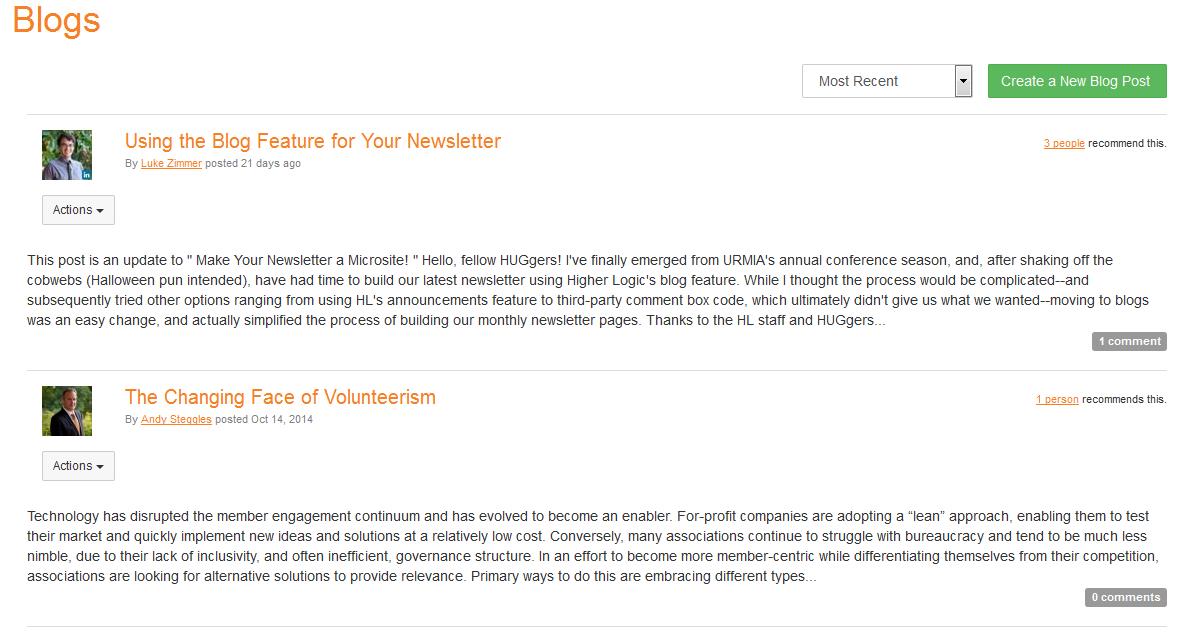 Blogs
Most Recent
Create a New Blog Post
Using the Blog Feature for Your Newsletter
3 people recommend this.
By Luke Zimmer posted 21 days ago
in
Actions
This post is an update to " Make Your Newsletter a Microsite! " Hello, fellow HUGgers! I've finally emerged from URMIA's annual conference season, and, after shaking off the
cobwebs (Halloween pun intended), have had time to build our latest newsletter using Higher Logic's blog feature. While I thought the process would be complicated--and
subsequently tried other options ranging from using HL's announcements feature to third-party comment box code, which ultimately didn't give us what we wanted--moving to blogs
was an easy change, and actually simplified the process of building our monthly newsletter pages. Thanks to the HL staff and HUGgers...
1 comment
The Changing Face of Volunteerism
1 person recommends this.
By Andy Steggles posted Oct 14, 2014
Actions
Technology has disrupted the member engagement continuum and has evolved to become an enabler. For-profit companies are adopting a “lean” approach, enabling them to test
their market and quickly implement new ideas and solutions at a relatively low cost. Conversely, many associations continue to struggle with bureaucracy and tend to be much less
nimble, due to their lack of inclusivity, and often inefficient, governance structure. In an effort to become more member-centric while differentiating themselves from their competition,
associations are looking for alternative solutions to provide relevance. Primary ways to do this are embracing different types...
0 comments